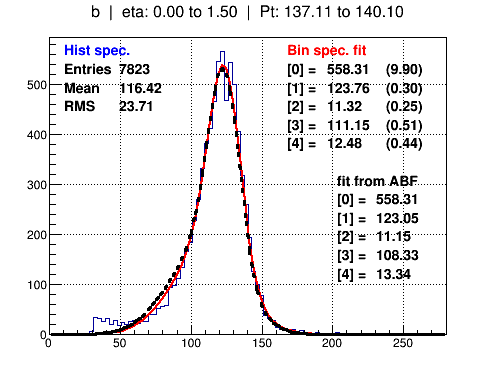 b | eta: 0.00 to 1.50 | Pt: 137.11 to 140.10
Hist spec.
Entries 7823
Mean 116.42
RMS 23.71
Bin spec. fit
[0] = 558.31 (9.90)
[1] = 123.76 (0.30)
[2] = 11.32 (0.25)
[3] = 111.15 (0.51)
[4] = 12.48 (0.44)
fit from ABF
[0] = 558.31
[1] = 123.05
[2] = 11.15
[3] = 108.33
[4] = 13.34
500
400
300
200
100
0
0 50 100 150 200 250